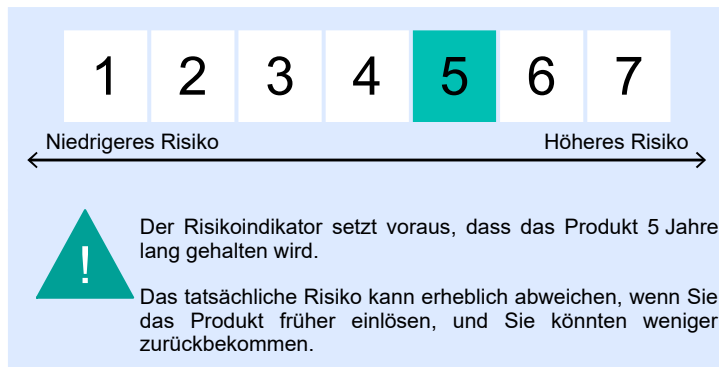 1 2 3 4 5 6 7
Niedrigeres Risiko Höheres Risiko
!
Der Risikoindikator setzt voraus, dass das Produkt 5 Jahre
lang gehalten wird.
Das tatsächliche Risiko kann erheblich abweichen, wenn Sie
das Produkt früher einlösen, und Sie könnten weniger
zurückbekommen.